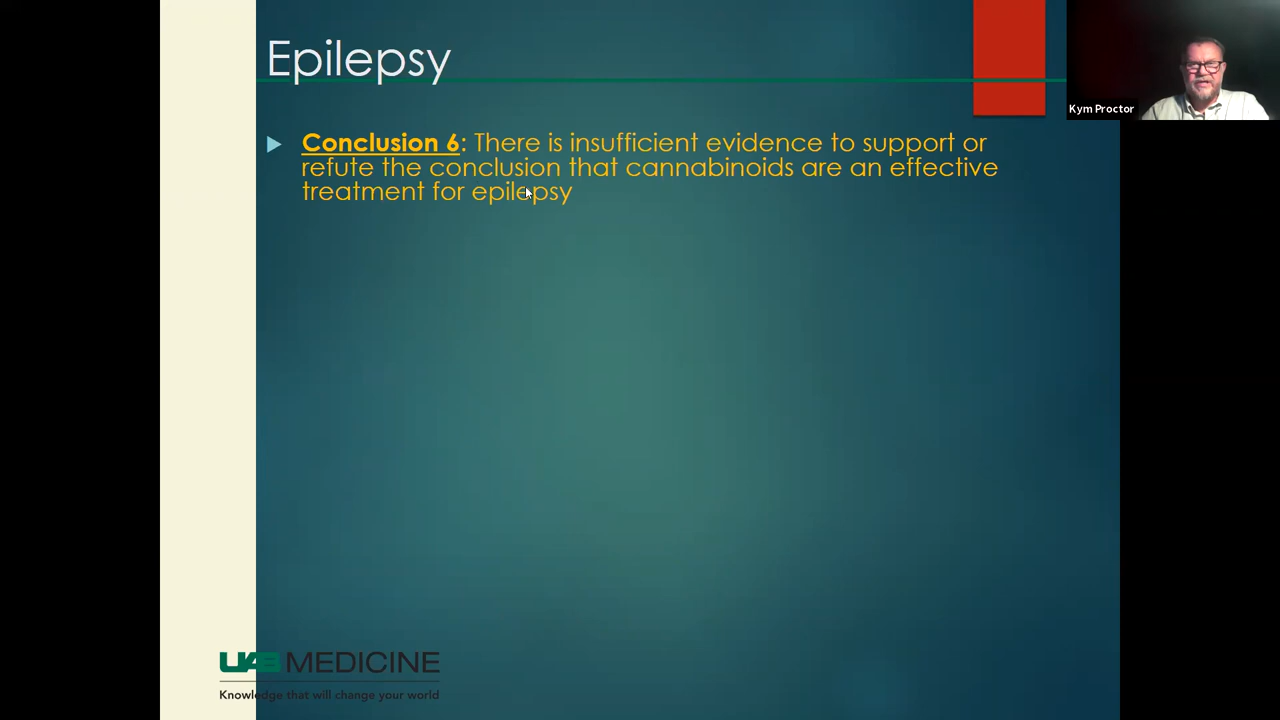 Epilepsy
Kym Proctor
Conclusion 6: There is insufficient evidence to support or
refute the conclusion that cannabinoids are an effective
treatment for epilepsy
UAB MEDICINE
Knowledge that will change your world